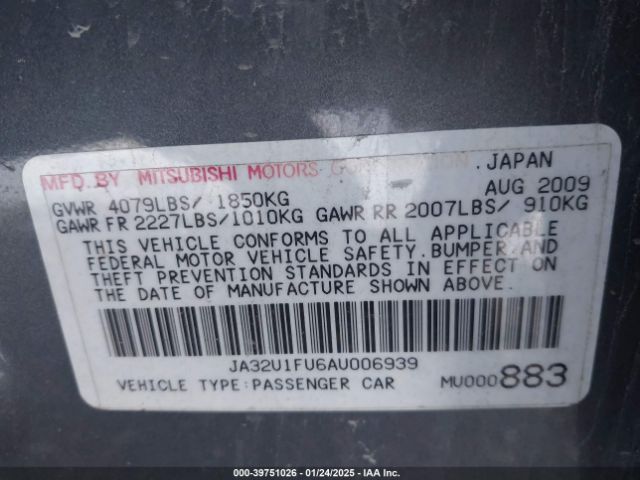 MFD. BY MITSUBISHI MOTORS CORPORATION, JAPAN
GVWR 4079LBS/ 1850KG AUG 2009
GAWR FR 2227LBS/1010KG GAWR RR 2007LBS/ 910KG
THIS VEHICLE CONFORMS TO ALL APPLICABLE
FEDERAL MOTOR VEHICLE SAFETY, BUMPER,AND
THEFT PREVENTION STANDARDS IN EFFECT ON
THE DATE OF MANUFACTURE SHOWN ABOVE.
JA32U1FU6AU006939
VEHICLE TYPE:PASSENGER CAR MU000883
000-39751026 - 01/24/2025 - IAA Inc.